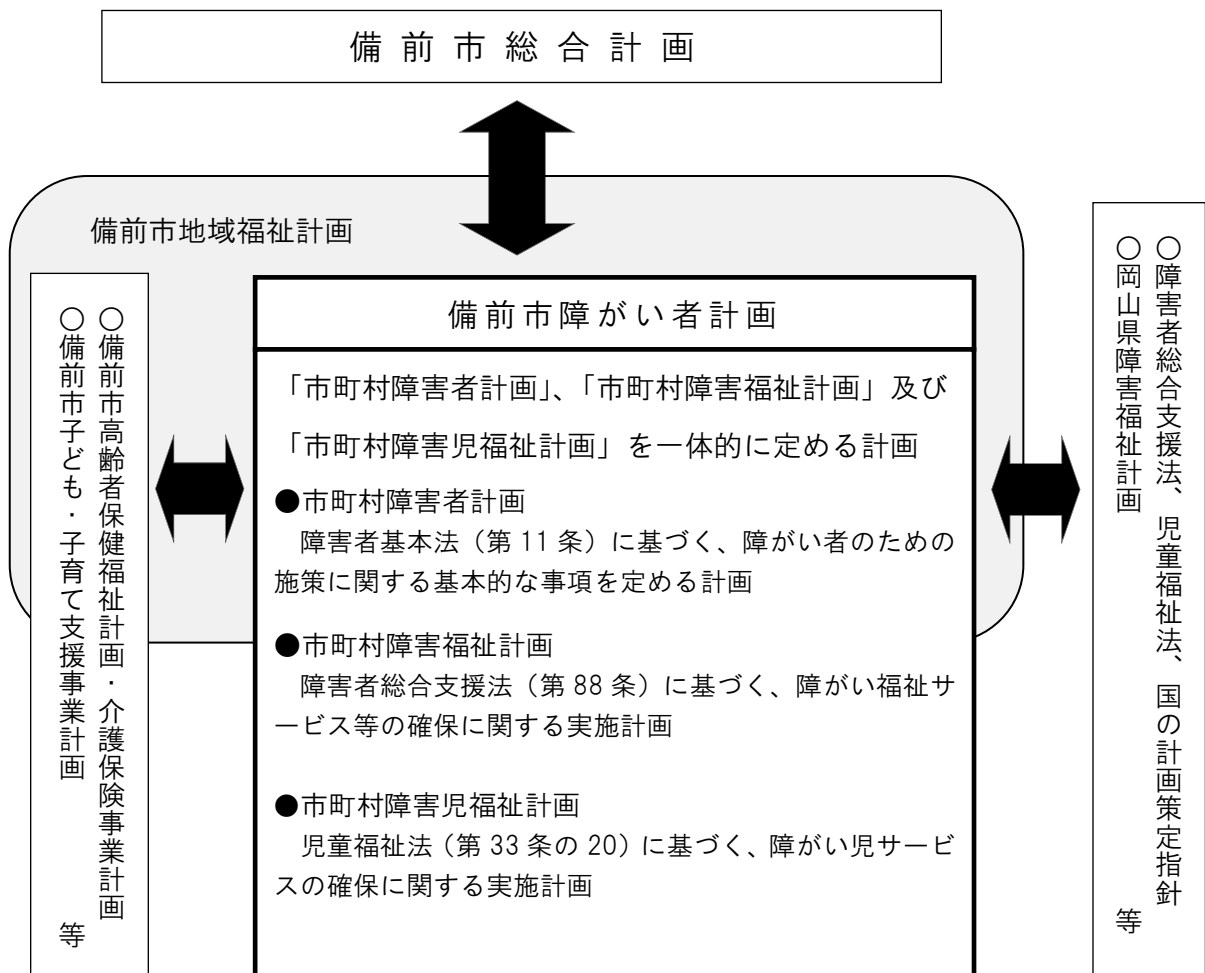 備前市総合計画
備前市地域福祉計画
○備前市高齢者保健福祉計画・介護保険事業計画
○備前市子ども・子育て支援事業計画 等
備前市障がい者計画
「市町村障害者計画」、「市町村障害福祉計画」及び
「市町村障害児福祉計画」を一体的に定める計画
●市町村障害者計画
障害者基本法（第 11 条）に基づく、障がい者のための
施策に関する基本的な事項を定める計画
●市町村障害福祉計画
障害者総合支援法（第 88 条）に基づく、障がい福祉サ
ービス等の確保に関する実施計画
●市町村障害児福祉計画
児童福祉法（第 33 条の 20）に基づく、障がい児サービ
スの確保に関する実施計画
○障害者総合支援法、児童福祉法、国の計画策定指針
○岡山県障害福祉計画 等